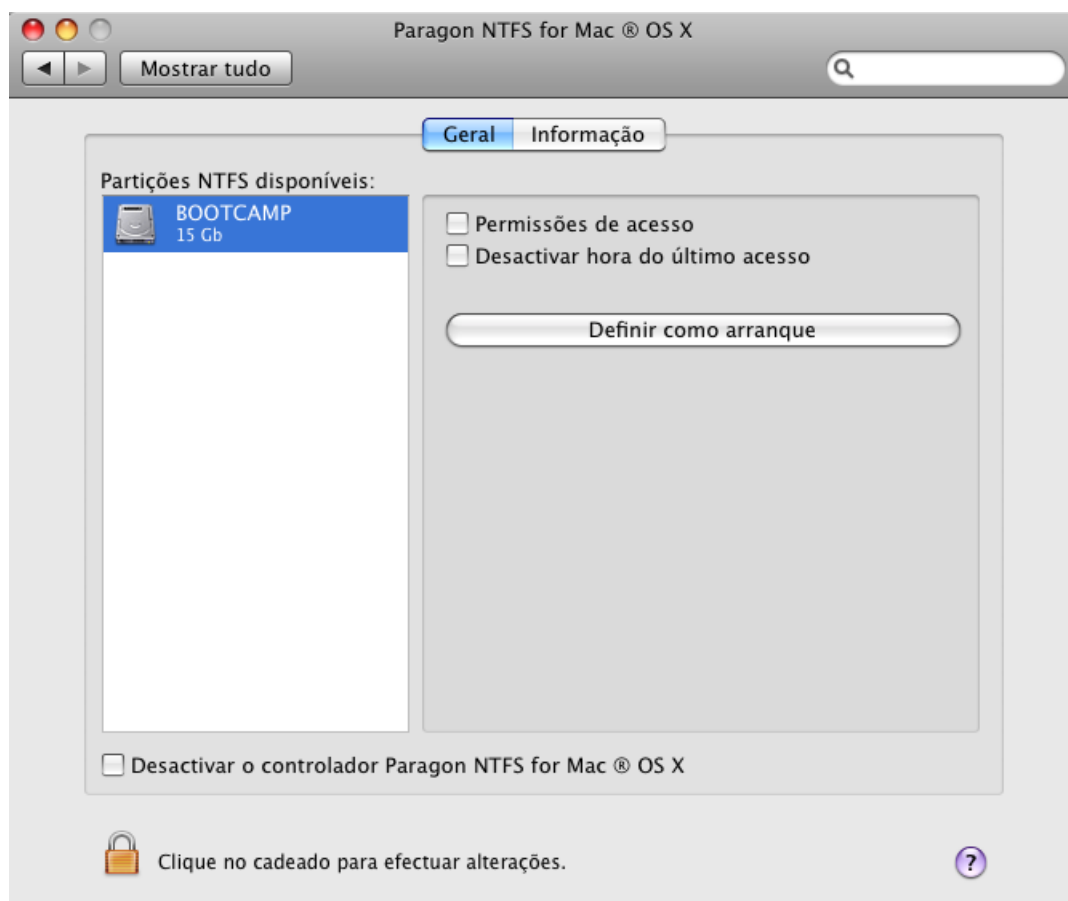 Paragon NTFS for Mac ® OS X
Mostrar tudo
Geral Informação
Partições NTFS disponíveis:
BOOTCAMP
15 Gb
Permissões de acesso
Desactivar hora do último acesso
Definir como arranque
Desactivar o controlador Paragon NTFS for Mac ® OS X
Clique no cadeado para efectuar alterações.
?